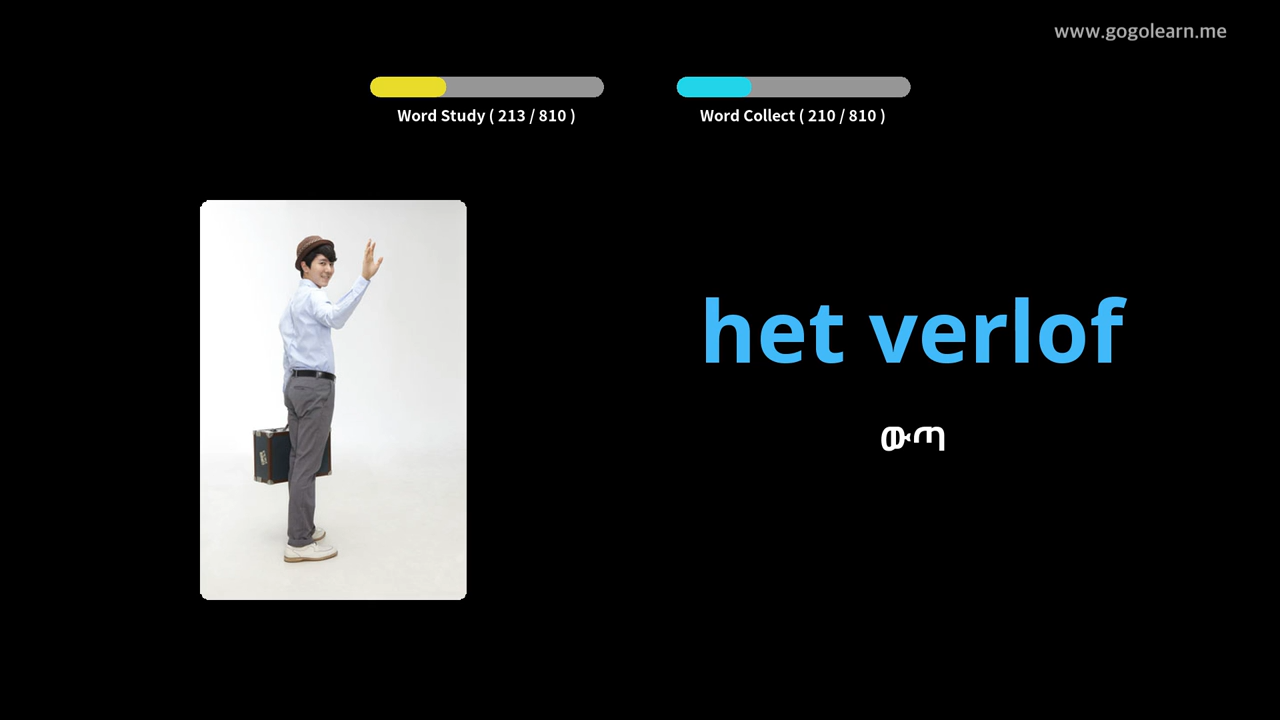 www.gogolearn.me
Word Study ( 213 / 810 )
Word Collect ( 210 / 810 )
het verlof
ውጣ